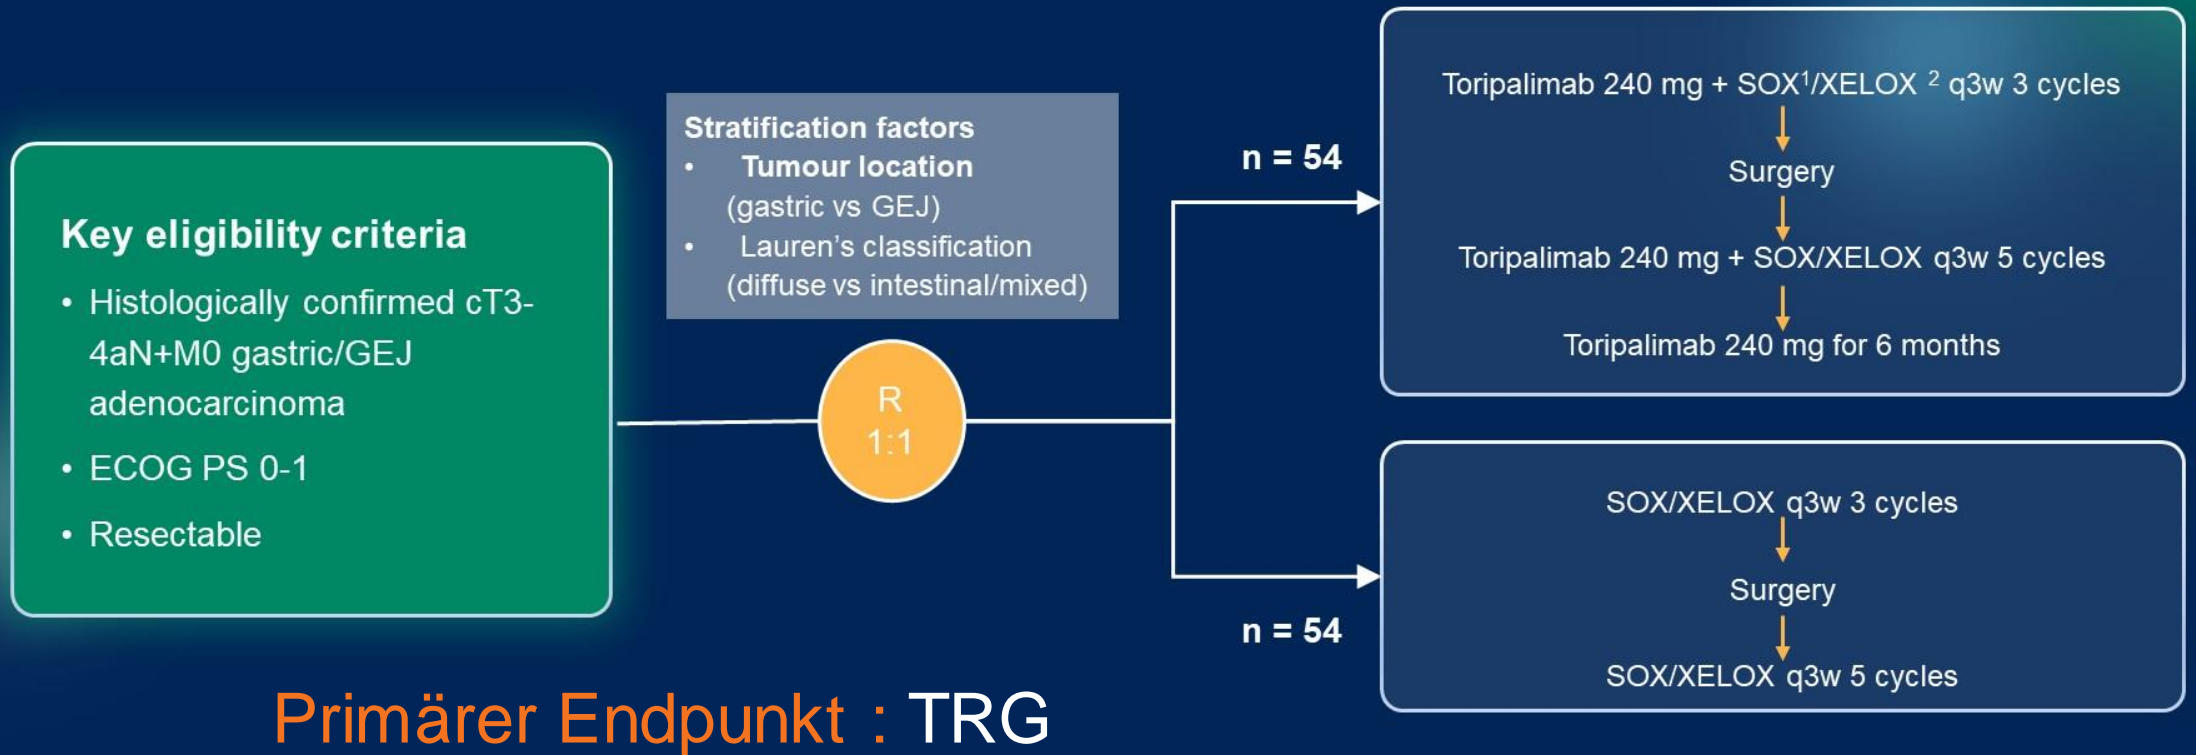 Key eligibility criteria
• Histologically confirmed cT3-
4aN+M0 gastric/GEJ
adenocarcinoma
• ECOG PS 0-1
• Resectable
Stratification factors
• Tumour location
(gastric vs GEJ)
• Lauren’s classification
(diffuse vs intestinal/mixed)
R
1:1
n = 54
Toripalimab 240 mg + SOX¹/XELOX ² q3w 3 cycles
Surgery
Toripalimab 240 mg + SOX/XELOX q3w 5 cycles
Toripalimab 240 mg for 6 months
n = 54
SOX/XELOX q3w 3 cycles
Surgery
SOX/XELOX q3w 5 cycles
Primärer Endpunkt : TRG